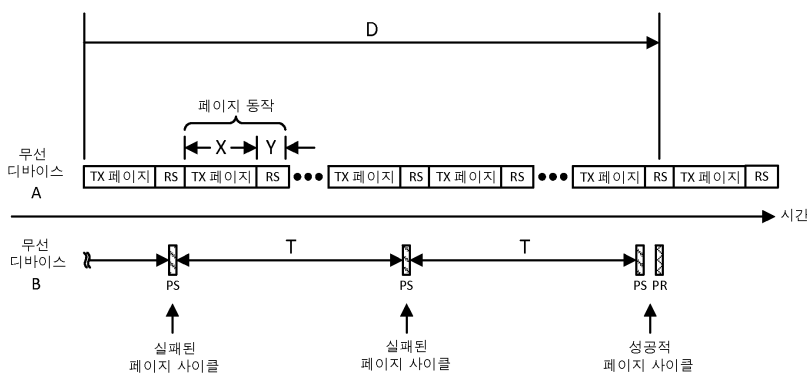 D
페이지 동작
X
Y
무선
디바이스
A
TX 페이지 RS TX 페이지 RS TX 페이지 RS TX 페이지 RS TX 페이지 RS TX 페이지 RS
시간
무선
디바이스
B
T
T
PS
PS
PS PR
실패된
페이지 사이클
실패된
페이지 사이클
성공적
페이지 사이클